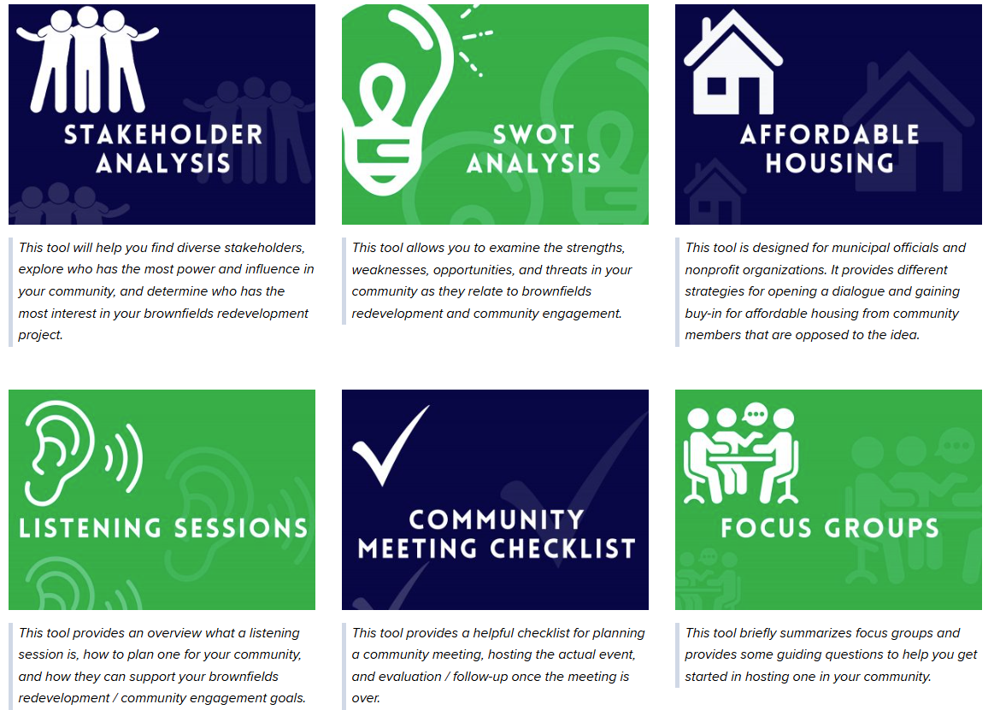 STAKEHOLDER
ANALYSIS
This tool will help you find diverse stakeholders,
explore who has the most power and influence in
your community, and determine who has the
most interest in your brownfields redevelopment
project.
SWOT
ANALYSIS
This tool allows you to examine the strengths,
weaknesses, opportunities, and threats in your
community as they relate to brownfields
redevelopment and community engagement.
AFFORDABLE
HOUSING
This tool is designed for municipal officials and
nonprofit organizations. It provides different
strategies for opening a dialogue and gaining
buy-in for affordable housing from community
members that are opposed to the idea.
LISTENING SESSIONS
This tool provides an overview what a listening
session is, how to plan one for your community,
and how they can support your brownfields
redevelopment / community engagement goals.
COMMUNITY
MEETING CHECKLIST
This tool provides a helpful checklist for planning
a community meeting, hosting the actual event,
and evaluation / follow-up once the meeting is
over.
FOCUS GROUPS
This tool briefly summarizes focus groups and
provides some guiding questions to help you get
started in hosting one in your community.